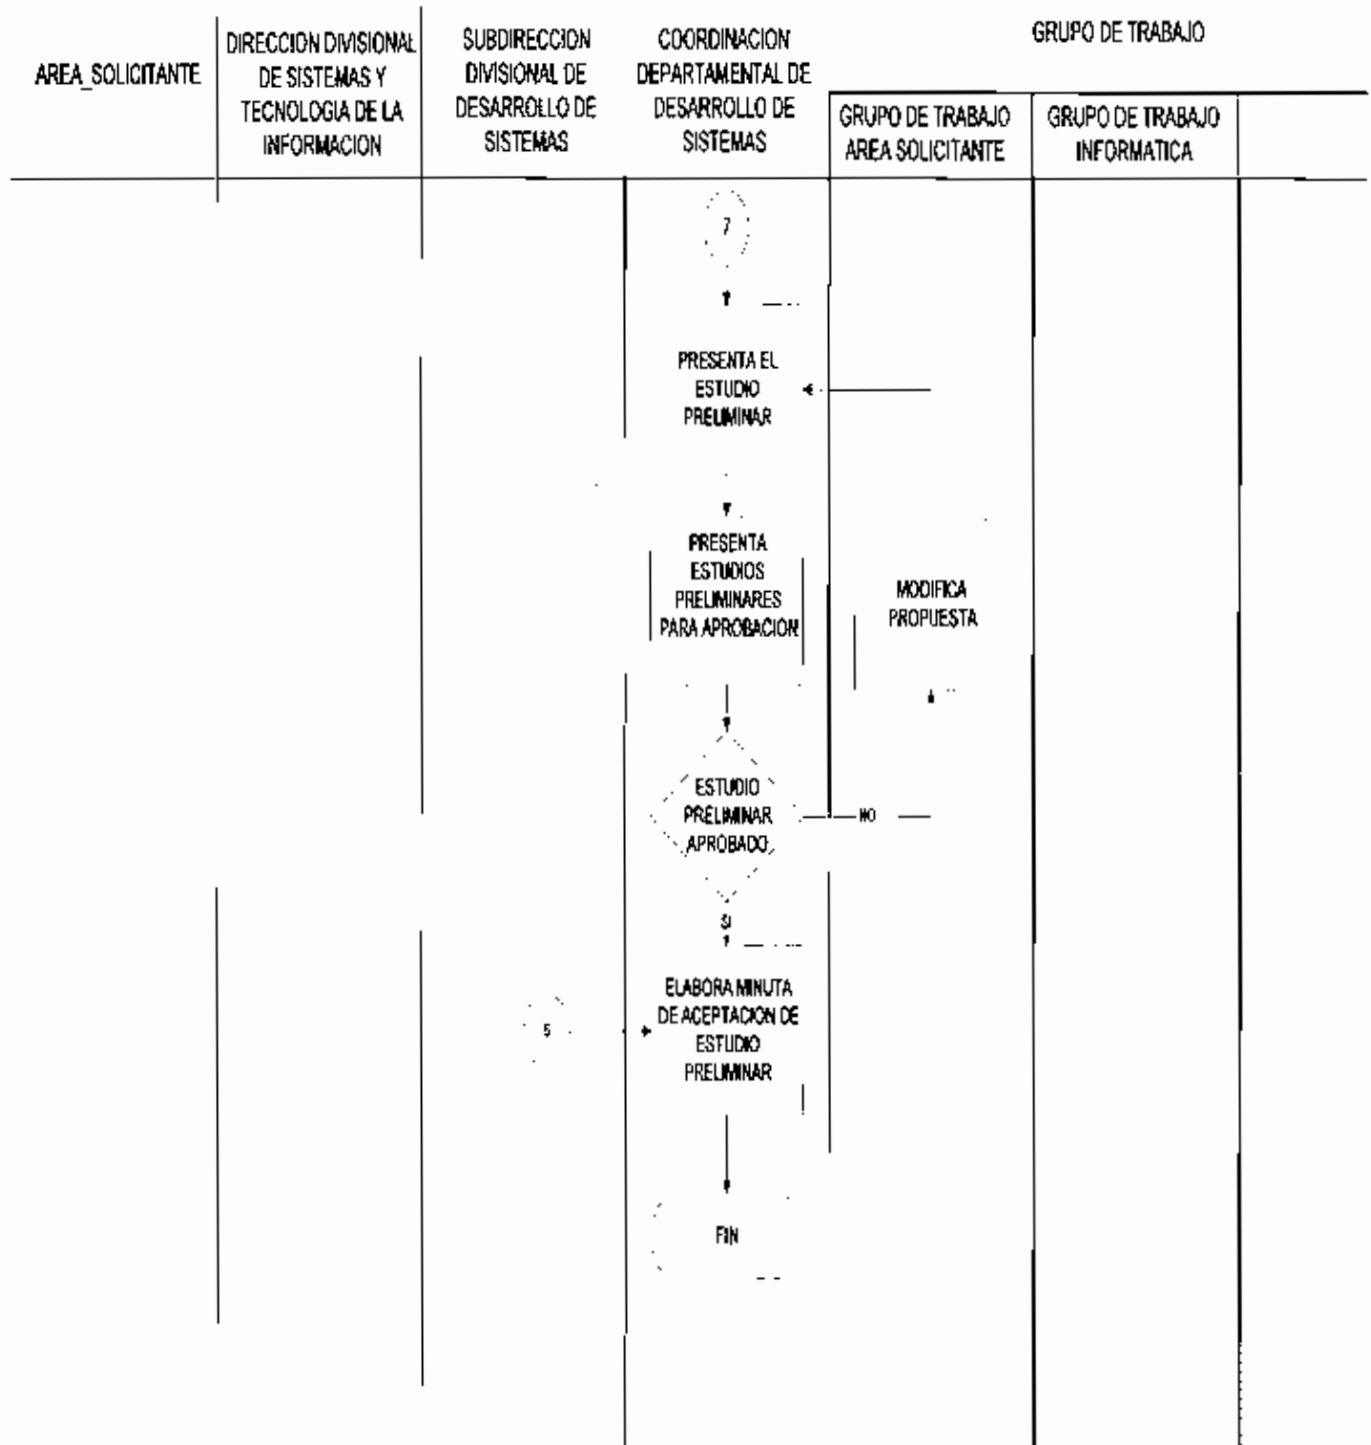 AREA_SOLICITANTE
DIRECCION DIVISIONAL
DE SISTEMAS Y
TECNOLOGIA DE LA
INFORMACION
SUBDIRECCION
DIVISIONAL DE
DESARROLLO DE
SISTEMAS
COORDINACION
DEPARTAMENTAL DE
DESARROLLO DE
SISTEMAS
GRUPO DE TRABAJO
GRUPO DE TRABAJO
AREA SOLICITANTE
GRUPO DE TRABAJO
INFORMATICA
7
PRESENTA EL
ESTUDIO
PRELIMINAR
PRESENTA
ESTUDIOS
PRELIMINARES
PARA APROBACION
MODIFICA
PROPUESTA
ESTUDIO
PRELIMINAR
APROBADO
NO
SI
5
ELABORA MINUTA
DE ACEPTACION DE
ESTUDIO
PRELIMINAR
FIN